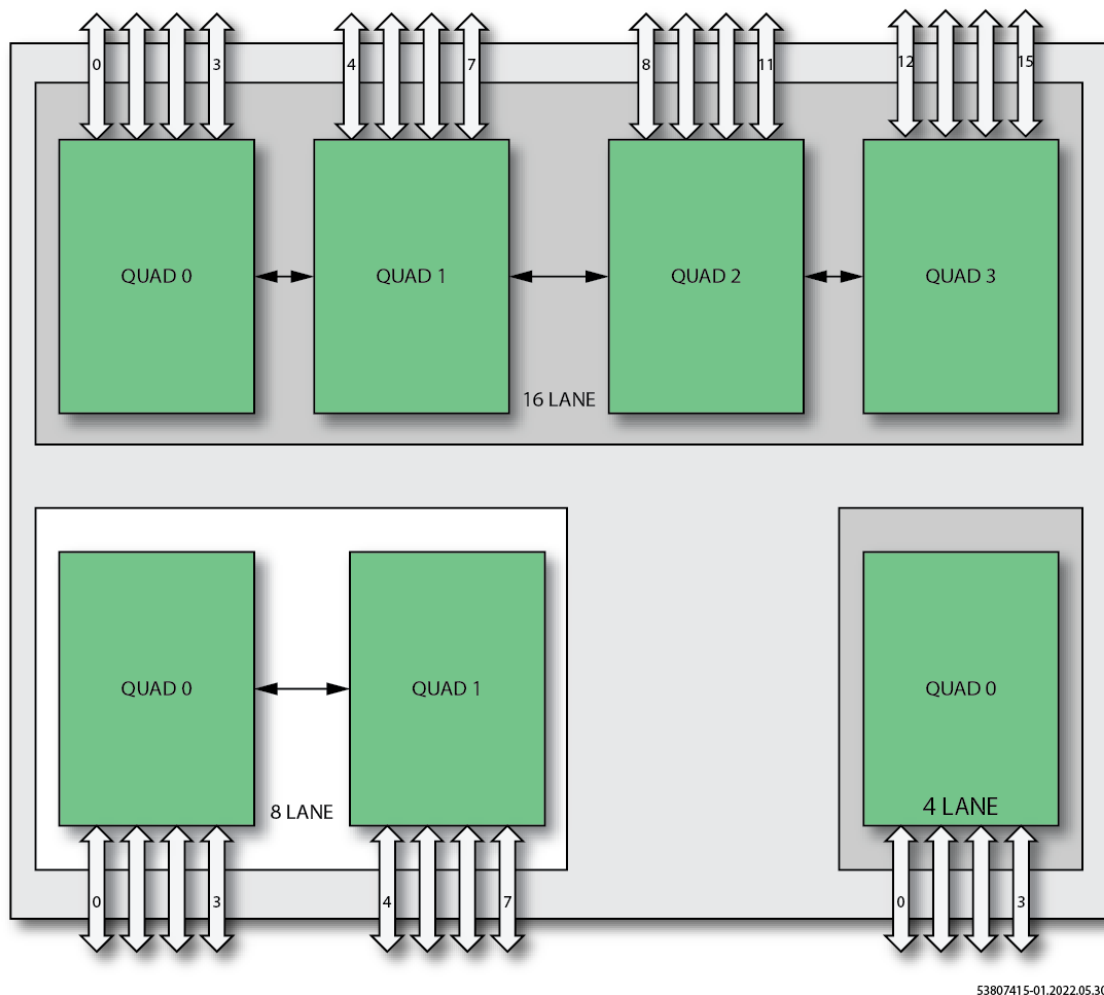 0 3 4 7 8 11 12 15
QUAD 0 QUAD 1 QUAD 2 QUAD 3
16 LANE
QUAD 0 QUAD 1 QUAD 0
8 LANE 4 LANE
0 3 4 7 0 3
53807415-01.2022.05.30